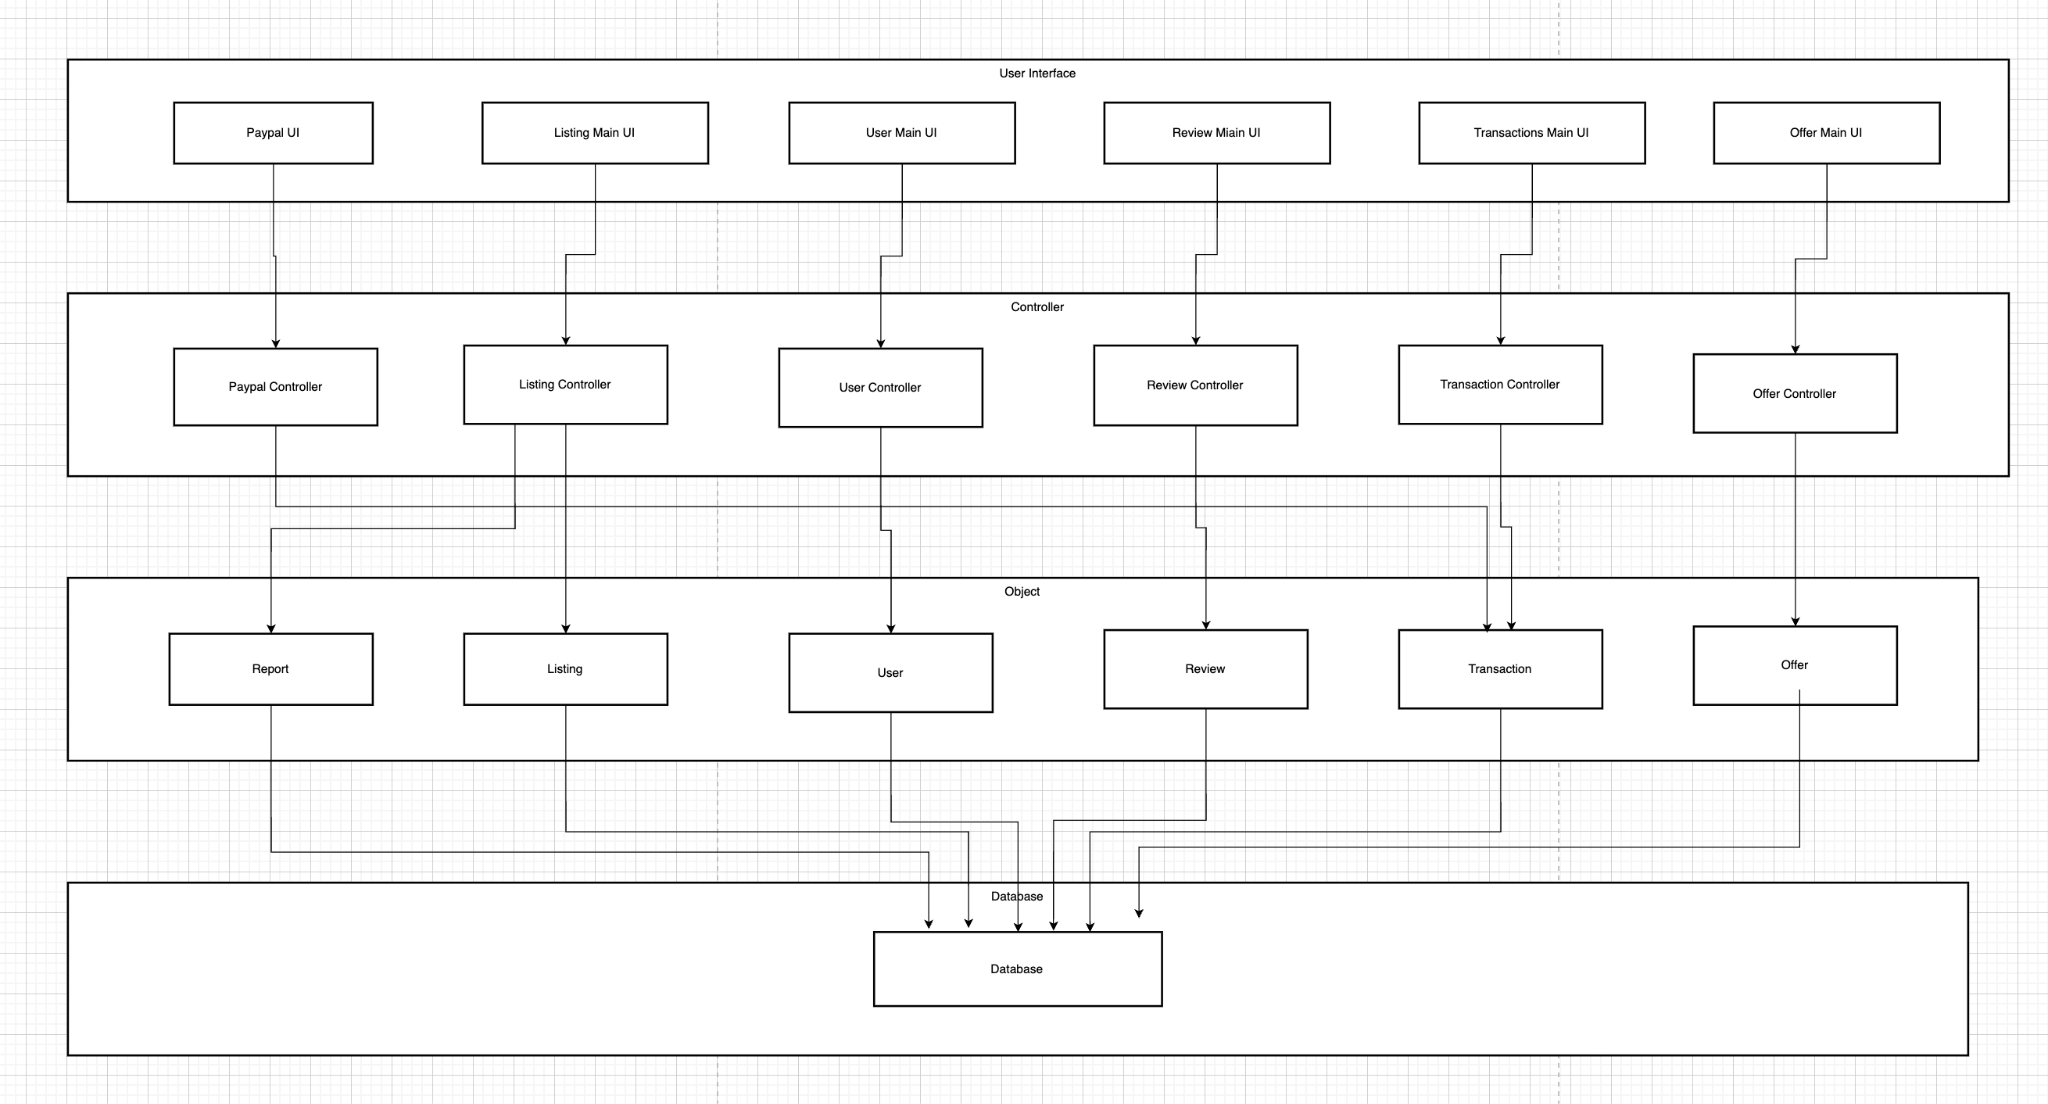 User Interface
Paypal UI
Listing Main UI
User Main UI
Review Miain UI
Transactions Main UI
Offer Main UI
Controller
Paypal Controller
Listing Controller
User Controller
Review Controller
Transaction Controller
Offer Controller
Object
Report
Listing
User
Review
Transaction
Offer
Database
Database